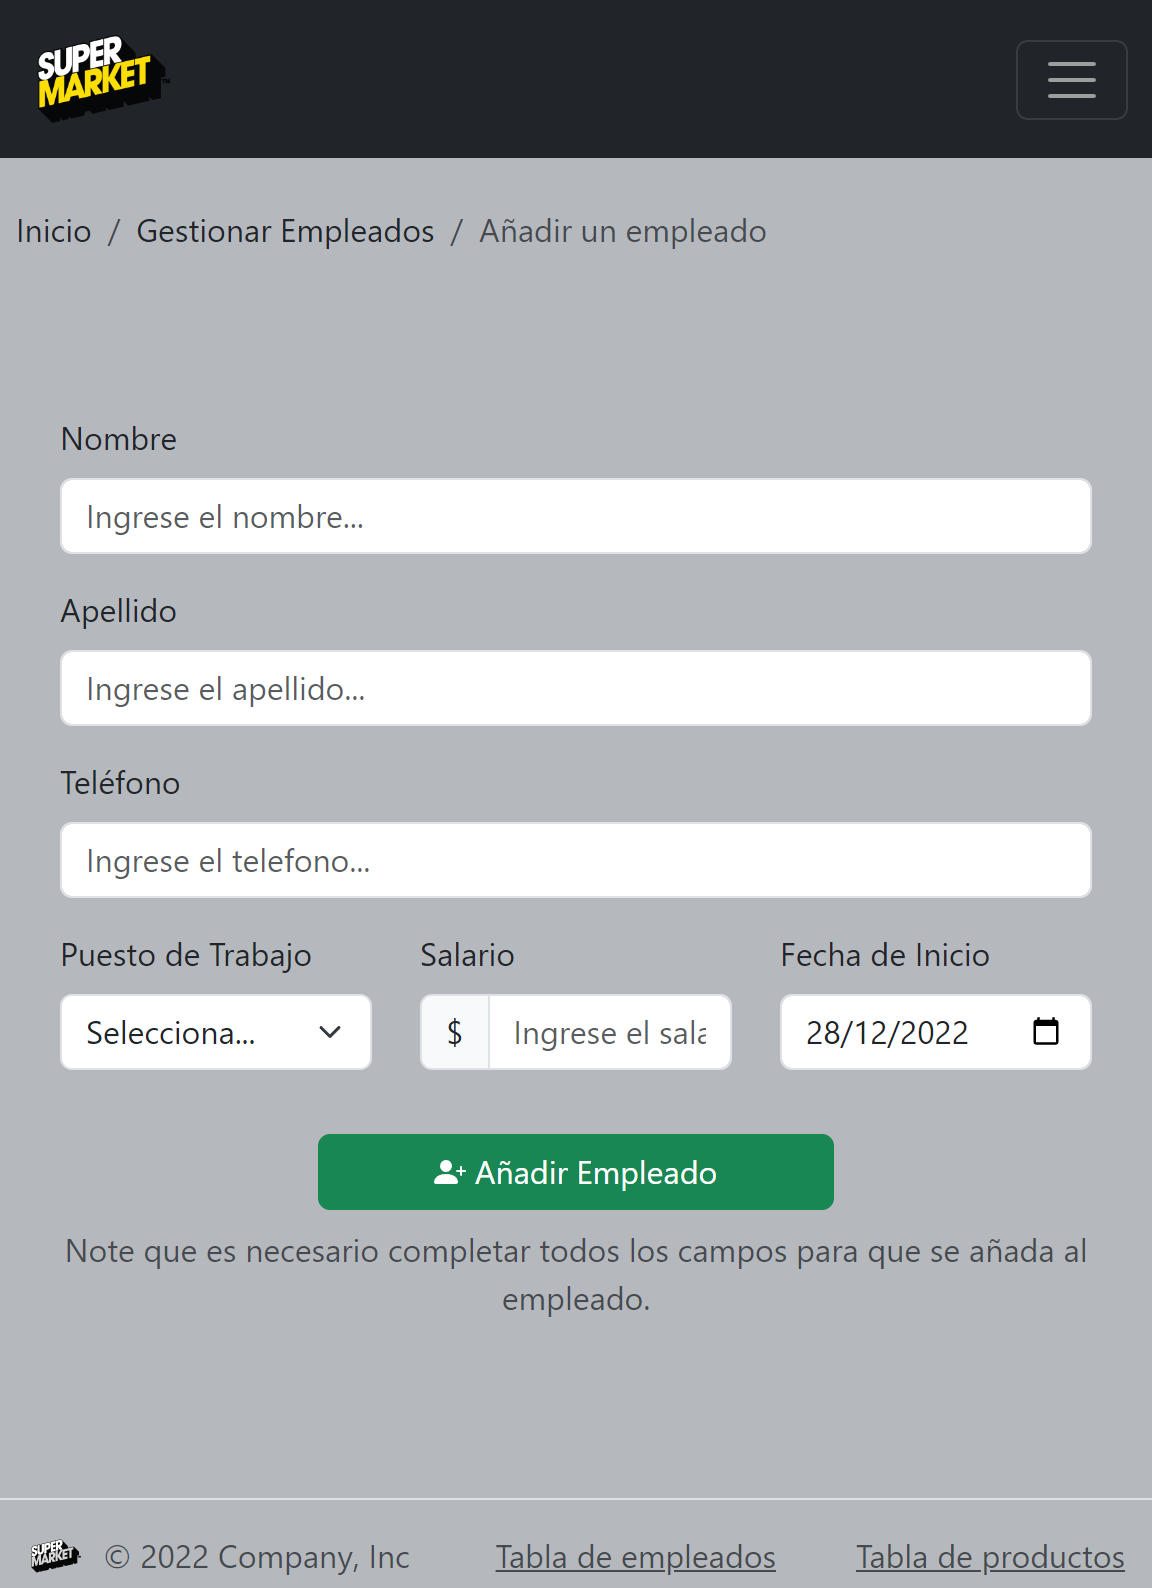 SUPER
MARKET™
Inicio / Gestionar Empleados / Añadir un empleado
Nombre
Ingrese el nombre...
Apellido
Ingrese el apellido...
Teléfono
Ingrese el telefono...
Puesto de Trabajo Salario Fecha de Inicio
Selecciona... $ Ingrese el sala 28/12/2022
Añadir Empleado
Note que es necesario completar todos los campos para que se añada al
empleado.
SUPER
MARKET
© 2022 Company, Inc Tabla de empleados Tabla de productos